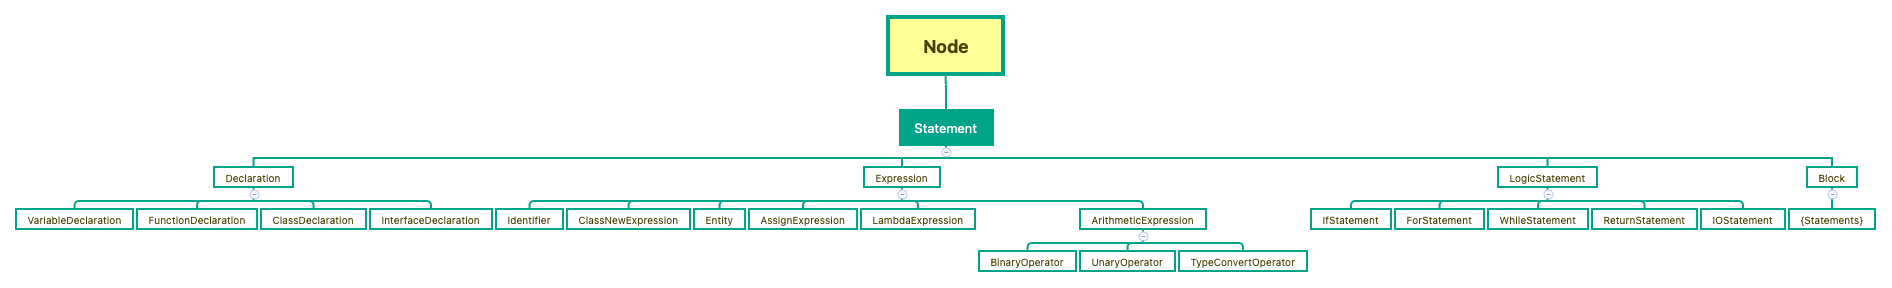 Node
Statement
Declaration
Expression
LogicStatement
Block
VariableDeclaration
FunctionDeclaration
ClassDeclaration
InterfaceDeclaration
Identifier
ClassNewExpression
Entity
AssignExpression
LambdaExpression
ArithmeticExpression
IfStatement
ForStatement
WhileStatement
ReturnStatement
IOStatement
{Statements}
BinaryOperator
UnaryOperator
TypeConvertOperator